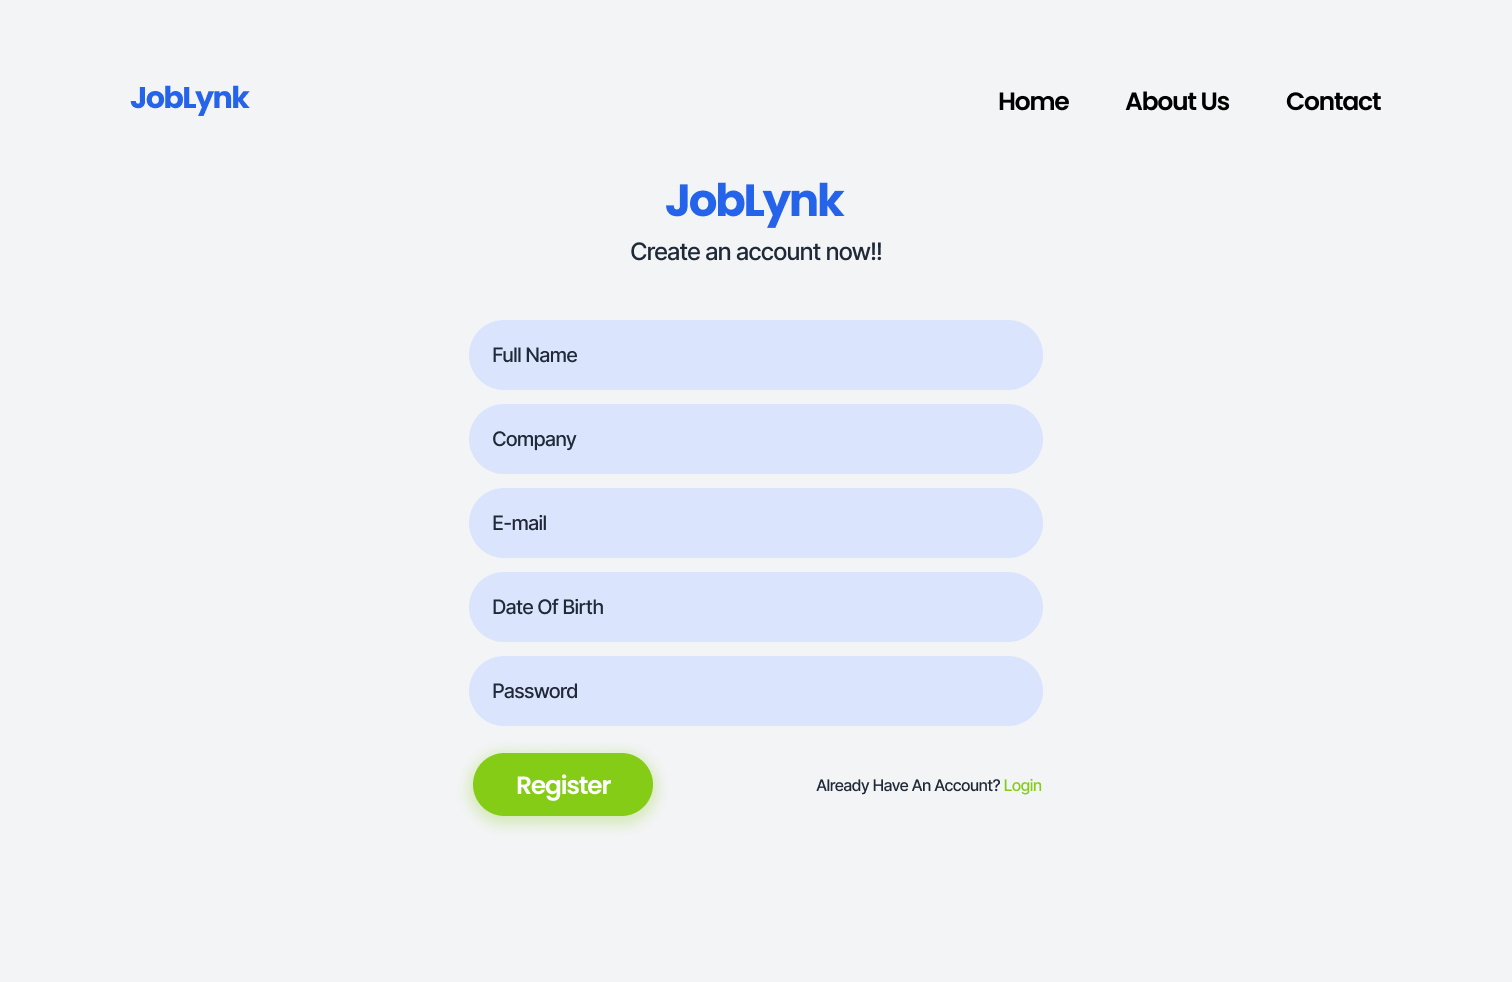 JobLynk
Home About Us Contact
JobLynk
Create an account now!!
Full Name
Company
E-mail
Date Of Birth
Password
Register
Already Have An Account? Login